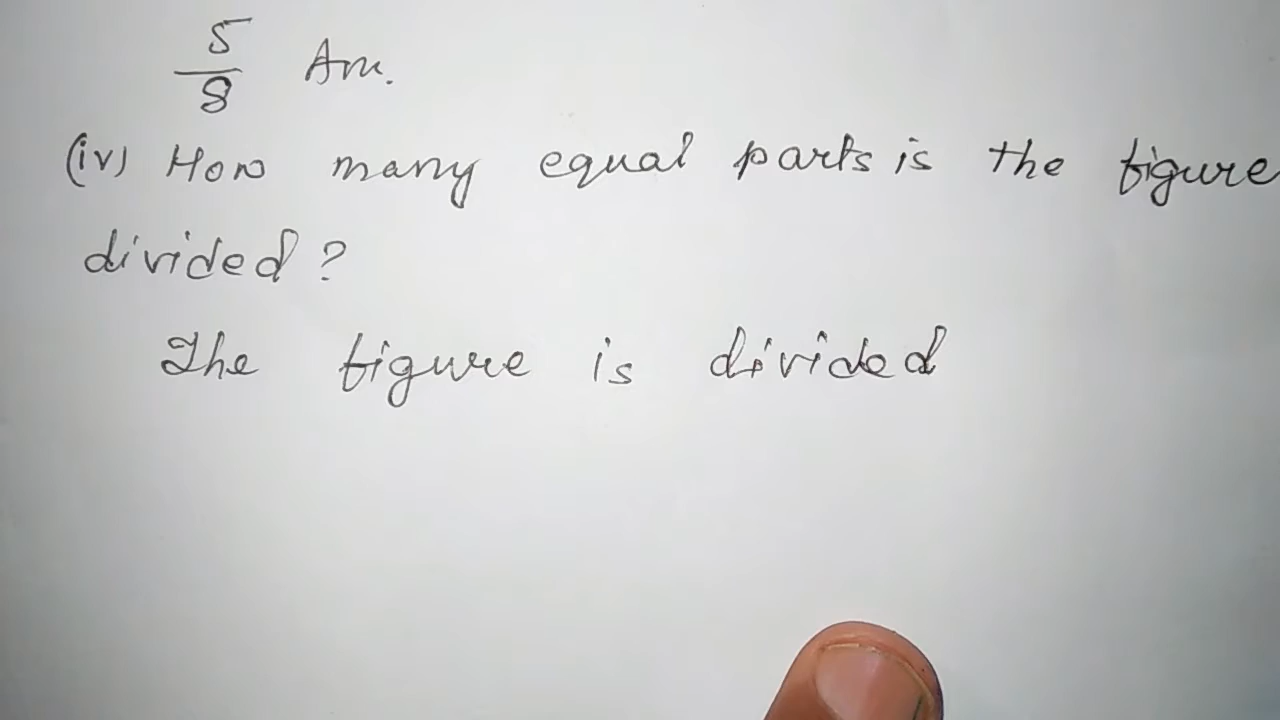 5
8 Ans.
(iv) How many equal parts is the figure
divided?
The figure is divided